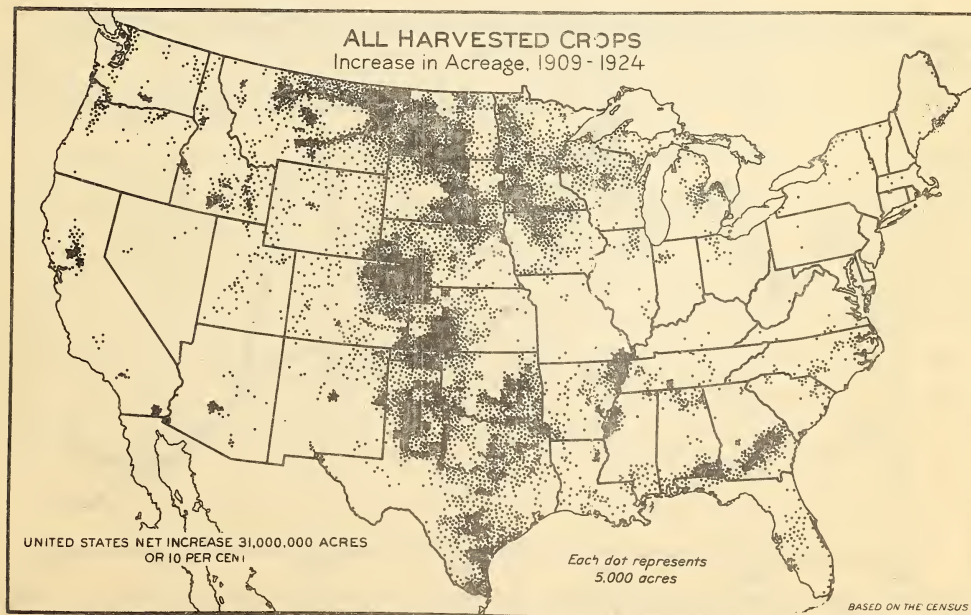 ALL HARVESTED CROPS
Increase in Acreage, 1909-1924
UNITED STATES NET INCREASE 31,000,000 ACRES
OR 10 PER CENT
Each dot represents
5,000 acres
BASED ON THE CENSUS